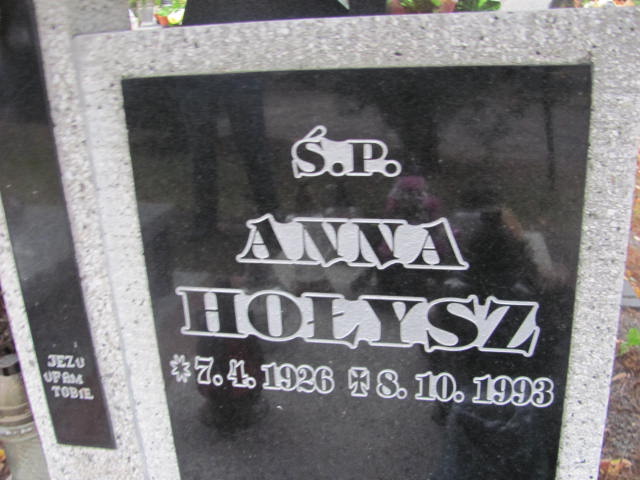 Ś.P.
ANNA
HOŁYSZ
* 7. 4. 1926 ✝ 8. 10. 1993
JEZU
UFAM
TOBIE